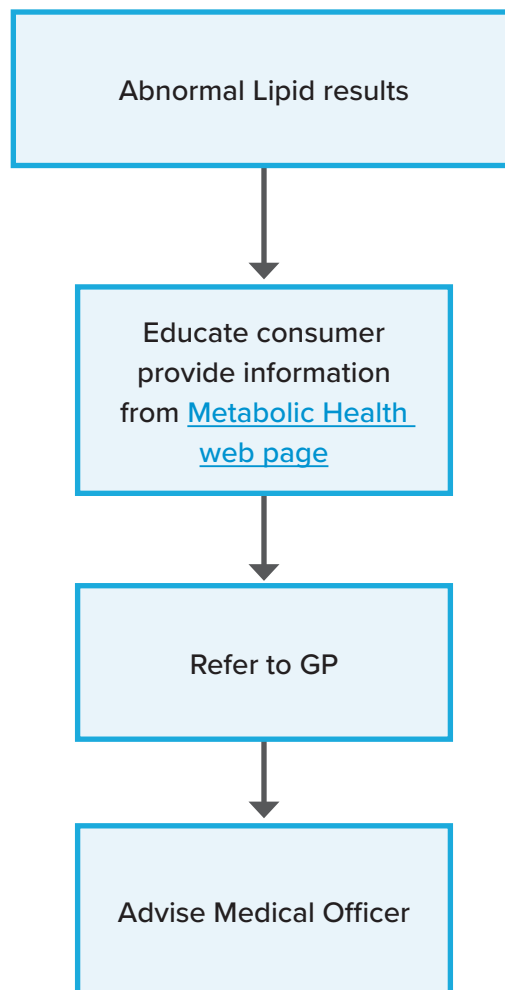 Abnormal Lipid results
Educate consumer
provide information
from Metabolic Health
web page
Refer to GP
Advise Medical Officer